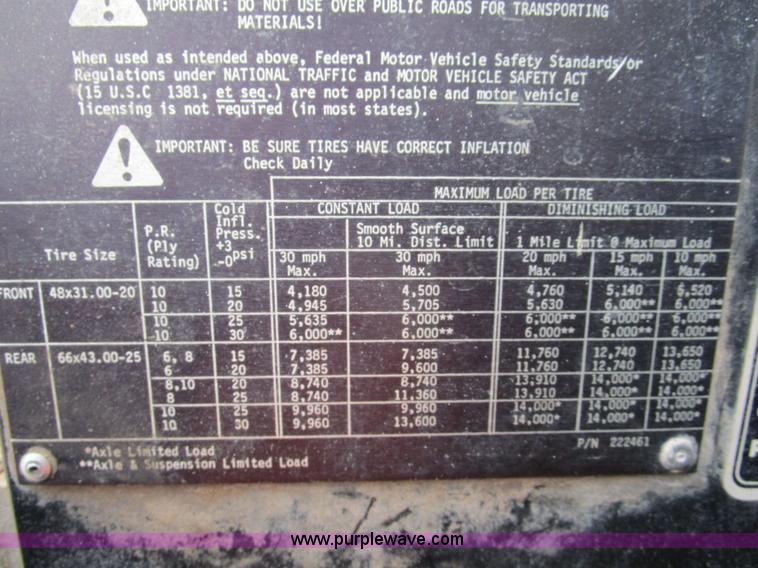 IMPORTANT: DO NOT USE OVER PUBLIC ROADS FOR TRANSPORTING
MATERIALS!
When used as intended above, Federal Motor Vehicle Safety Standards/or
Regulations under NATIONAL TRAFFIC and MOTOR VEHICLE SAFETY ACT
(15 U.S.C 1381, et seq.) are not applicable and motor vehicle
licensing is not required (in most states).
IMPORTANT: BE SURE TIRES HAVE CORRECT INFLATION
Check Daily
MAXIMUM LOAD PER TIRE
CONSTANT LOAD DIMINISHING LOAD
Tire Size P.R. (Ply Rating) Cold Infl. Press. +3 -0 psi 30 mph Max. Smooth Surface 10 Mi. Dist. Limit 30 mph Max. 1 Mile Limit @ Maximum Load 20 mph Max. 15 mph Max. 10 mph Max.
FRONT 48x31.00-20 10 15 4,180 4,500 4,760 5,140 5,520
10 20 4,945 5,705 5,630 6,000** 6,000**
10 25 5,635 6,000** 6,000** 6,000** 6,000**
10 30 6,000** 6,000** 6,000** 6,000** 6,000**
REAR 66x43.00-25 6, 8 15 7,385 7,385 11,760 12,740 13,650
6 20 7,385 9,600 11,760 12,740 13,650
8,10 20 8,740 8,740 13,910 14,000* 14,000*
8 25 8,740 11,360 13,910 14,000* 14,000*
10 25 9,960 9,960 14,000* 14,000* 14,000*
10 30 9,960 13,600 14,000* 14,000* 14,000*
*Axle Limited Load
**Axle & Suspension Limited Load
P/N 222461
www.purplewave.com